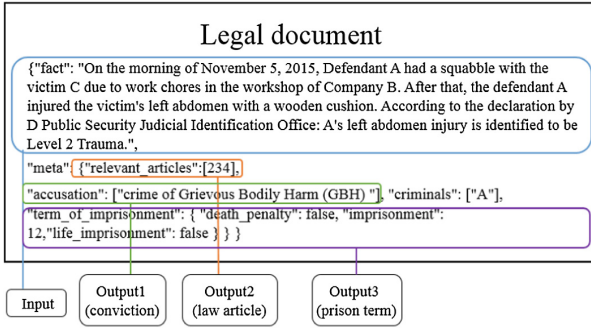 Legal document
{"fact": "On the morning of November 5, 2015, Defendant A had a squabble with the
victim C due to work chores in the workshop of Company B. After that, the defendant A
injured the victim's left abdomen with a wooden cushion. According to the declaration by
D Public Security Judicial Identification Office: A's left abdomen injury is identified to be
Level 2 Trauma.",
"meta": {"relevant_articles":[234],
"accusation": ["crime of Grievous Bodily Harm (GBH) "], "criminals": ["A"],
"term_of_imprisonment": { "death_penalty": false, "imprisonment":
12,"life_imprisonment": false } } }
Input
Output1
(conviction)
Output2
(law article)
Output3
(prison term)